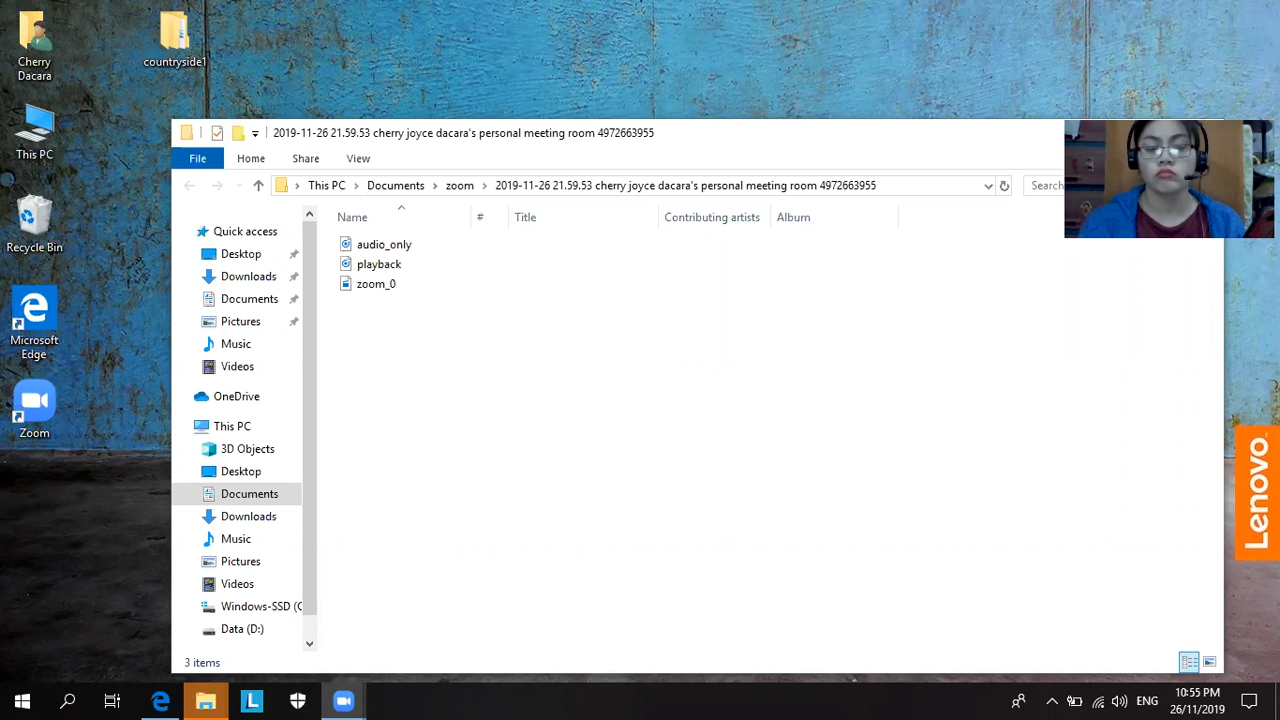 Cherry
Dacara
countryside1
This PC
Recycle Bin
Microsoft
Edge
Zoom
2019-11-26 21.59.53 cherry joyce dacara's personal meeting room 4972663955
File
Home
Share
View
This PC
Documents
zoom
2019-11-26 21.59.53 cherry joyce dacara's personal meeting room 4972663955
Search
Name
#
Title
Contributing artists
Album
audio_only
playback
zoom_0
Quick access
Desktop
Downloads
Documents
Pictures
Music
Videos
OneDrive
This PC
3D Objects
Desktop
Documents
Downloads
Music
Pictures
Videos
Windows-SSD (C
Data (D:)
3 items
Lenovo
L
ENG
10:55 PM
26/11/2019